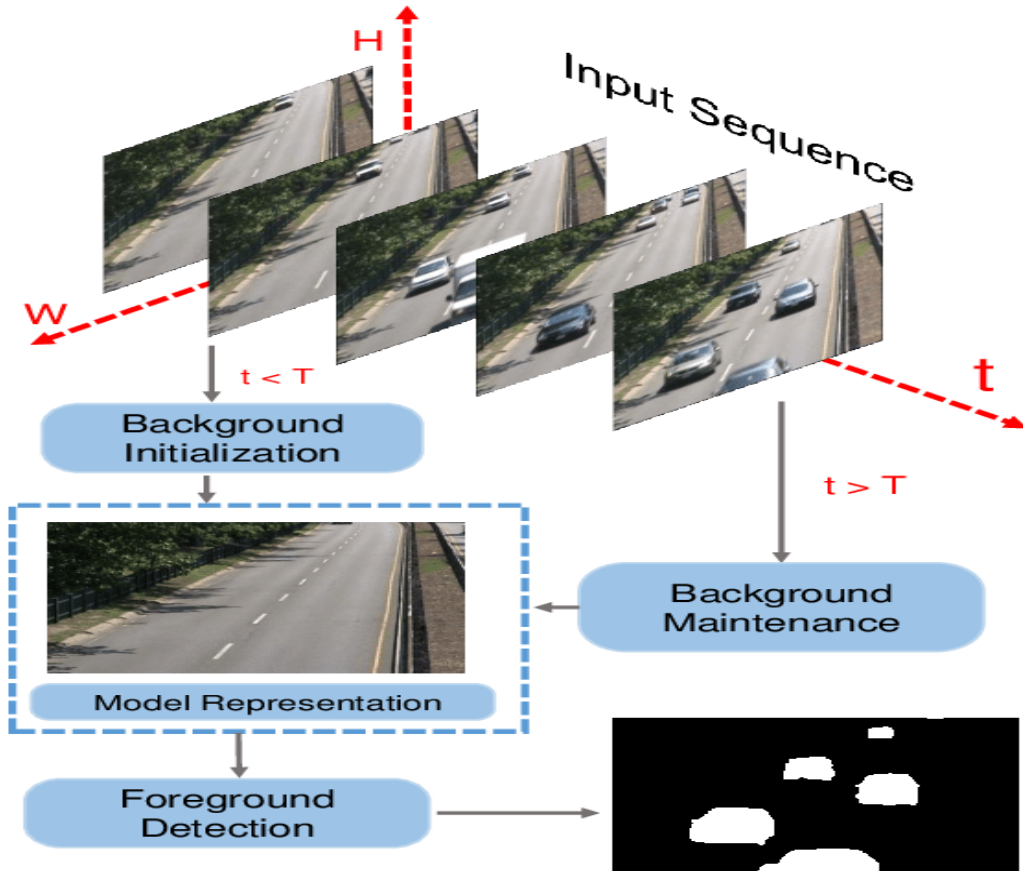 H
Input Sequence
W
t
t < T
Background
Initialization
t > T
Background
Maintenance
Model Representation
Foreground
Detection